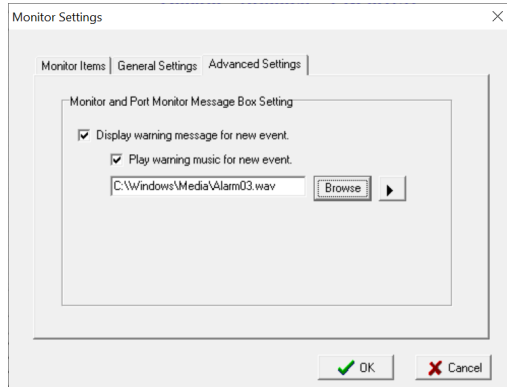 Monitor Settings
Monitor Items General Settings Advanced Settings
Monitor and Port Monitor Message Box Setting
Display warning message for new event.
Play warning music for new event.
C:\Windows\Media\Alarm03.wav Browse
OK Cancel